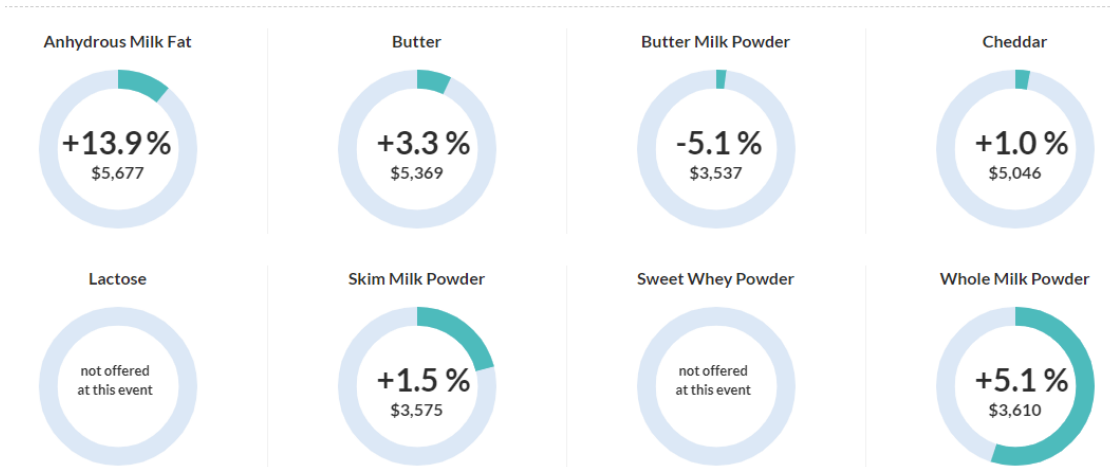 Anhydrous Milk Fat
+13.9 %
$5,677
Butter
+3.3 %
$5,369
Butter Milk Powder
-5.1 %
$3,537
Cheddar
+1.0 %
$5,046
Lactose
not offered
at this event
Skim Milk Powder
+1.5 %
$3,575
Sweet Whey Powder
not offered
at this event
Whole Milk Powder
+5.1 %
$3,610